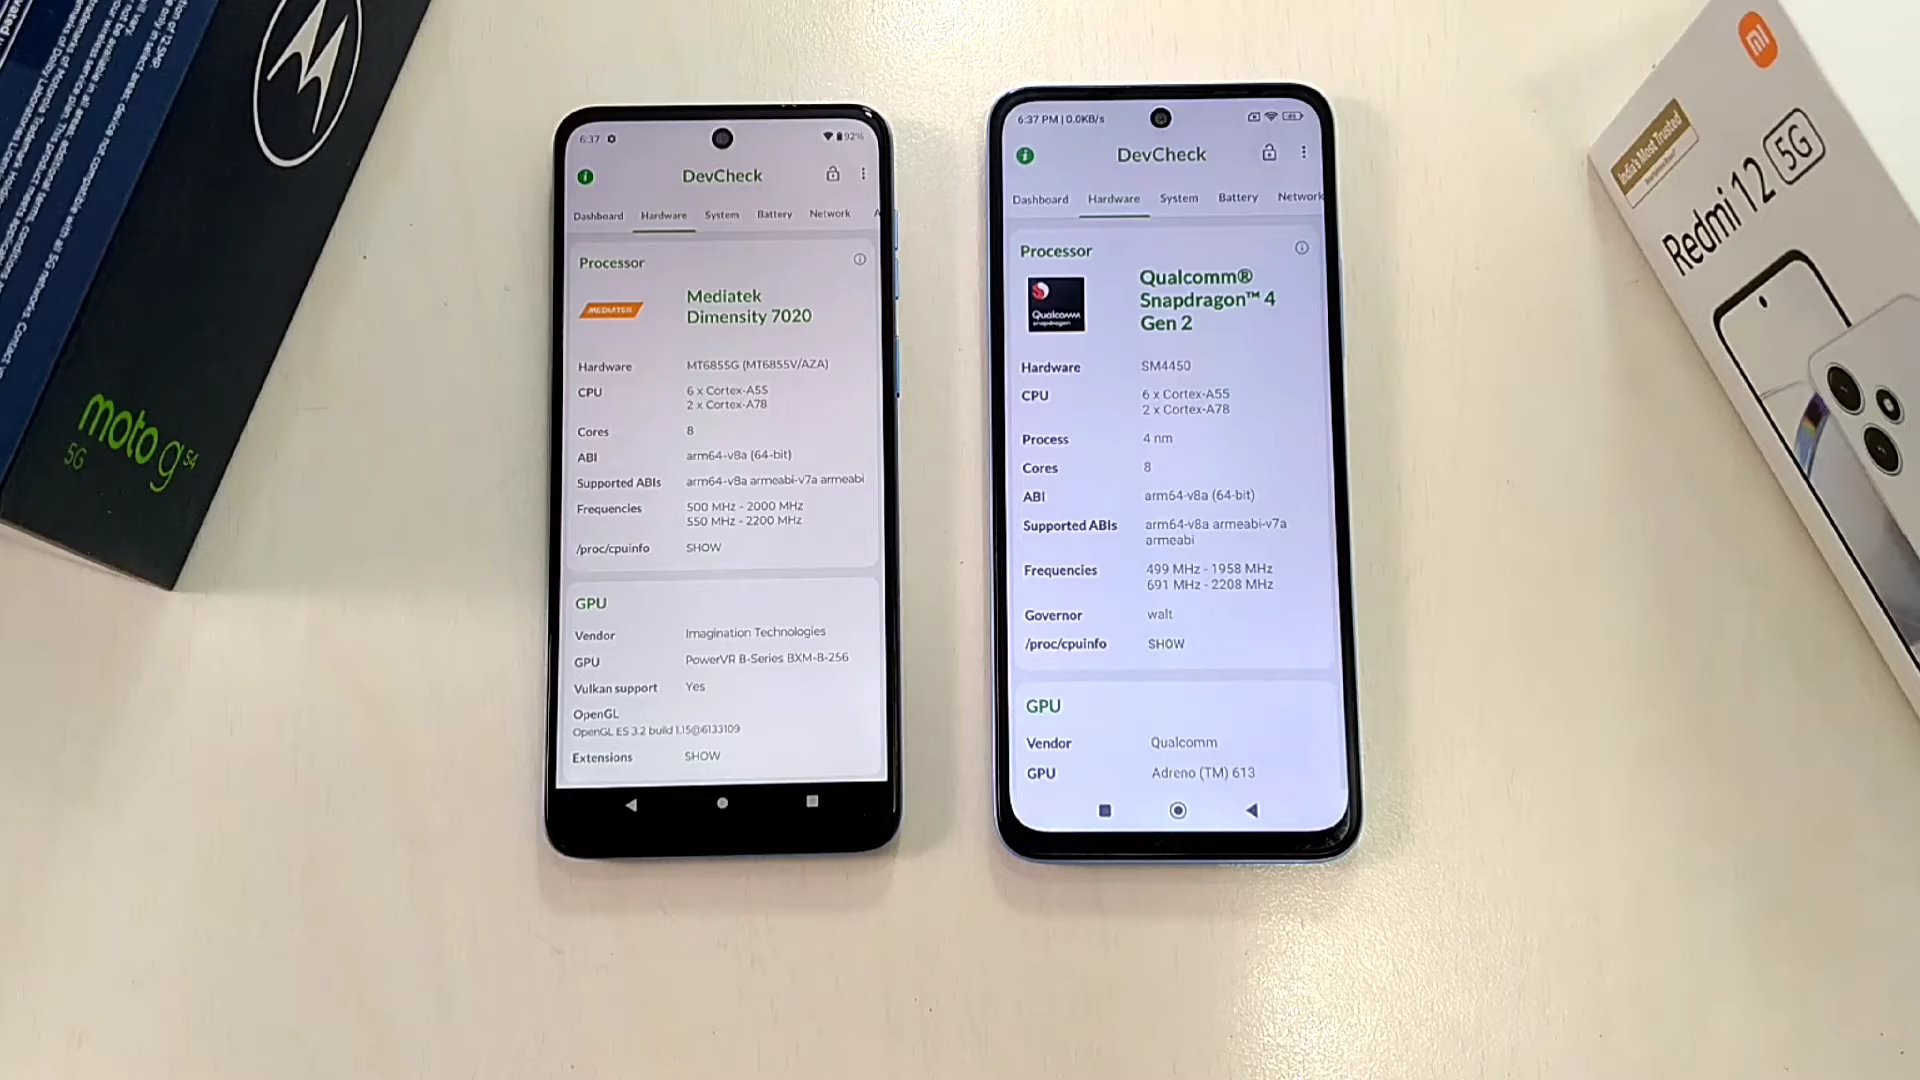 moto g54
5G
6:37
92%
DevCheck
Dashboard Hardware System Battery Network A
Processor
MEDIATEK
Mediatek
Dimensity 7020
Hardware MT6855G (MT6855V/AZA)
CPU 6 x Cortex-A55
2 x Cortex-A78
Cores 8
ABI arm64-v8a (64-bit)
Supported ABIs arm64-v8a armeabi-v7a armeabi
Frequencies 500 MHz - 2000 MHz
550 MHz - 2200 MHz
/proc/cpuinfo SHOW
GPU
Vendor Imagination Technologies
GPU PowerVR B-Series BXM-8-256
Vulkan support Yes
OpenGL
OpenGL ES 3.2 build 1.15@6133109
Extensions SHOW
6:37 PM | 0.0KB/s
DevCheck
Dashboard Hardware System Battery Network
Processor
Qualcomm
snapdragon
Qualcomm®
Snapdragon™ 4
Gen 2
Hardware SM4450
CPU 6 x Cortex-A55
2 x Cortex-A78
Process 4 nm
Cores 8
ABI arm64-v8a (64-bit)
Supported ABIs arm64-v8a armeabi-v7a
armeabi
Frequencies 499 MHz - 1958 MHz
691 MHz - 2208 MHz
Governor walt
/proc/cpuinfo SHOW
GPU
Vendor Qualcomm
GPU Adreno (TM) 613
mi
India's Most Trusted
Redmi 12 5G